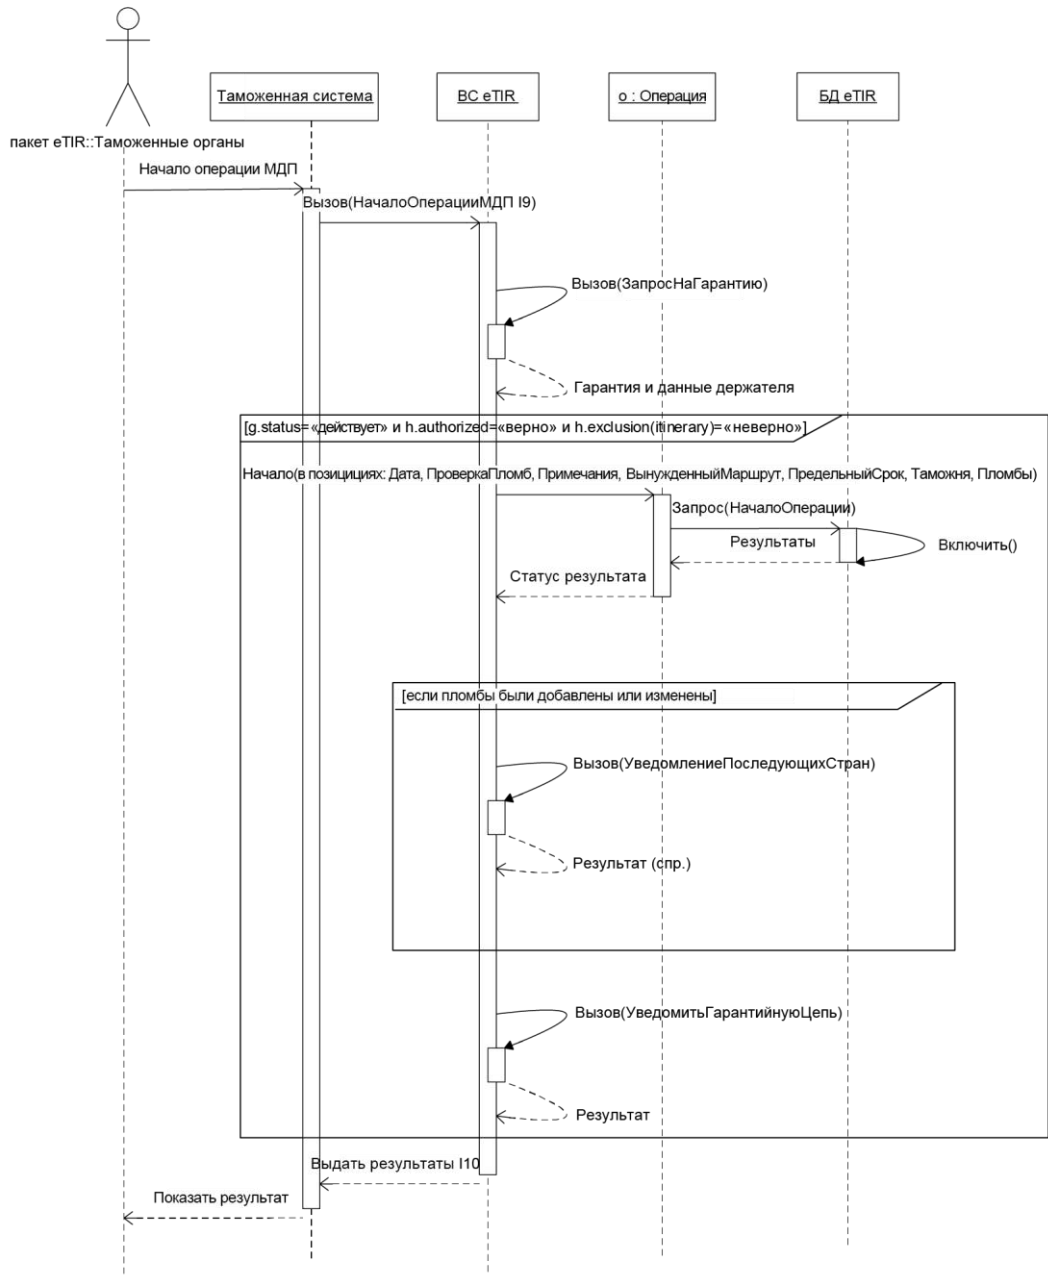 Таможенная система
ВС eTIR
о : Операция
БД eTIR
пакет eTIR::Таможенные органы
Начало операции МДП
Вызов(НачалоОперацииМДП I9)
Вызов(ЗапросНаГарантию)
Гарантия и данные держателя
[g.status=«действует» и h.authorized=«верно» и h.exclusion(itinerary)=«неверно»]
Начало(в позицициях: Дата, ПроверкаПломб, Примечания, ВынужденныйМаршрут, ПредельныйСрок, Таможня, Пломбы)
Запрос(НачалоОперации)
Результаты
Включить()
Статус результата
[если пломбы были добавлены или изменены]
Вызов(УведомлениеПоследующихСтран)
Результат (спр.)
Вызов(УведомитьГарантийнуюЦепь)
Результат
Выдать результаты I10
Показать результат